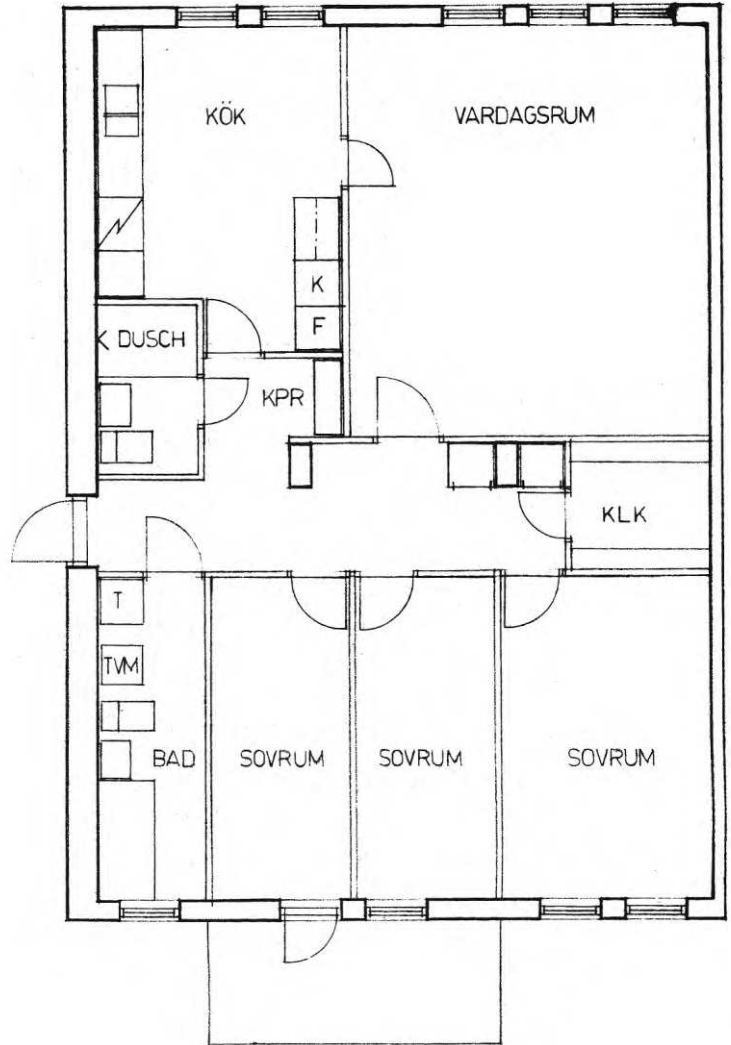 KÖK
VARDAGSRUM
K
F
K DUSCH
KPR
KLK
T
TVM
BAD
SOVRUM
SOVRUM
SOVRUM